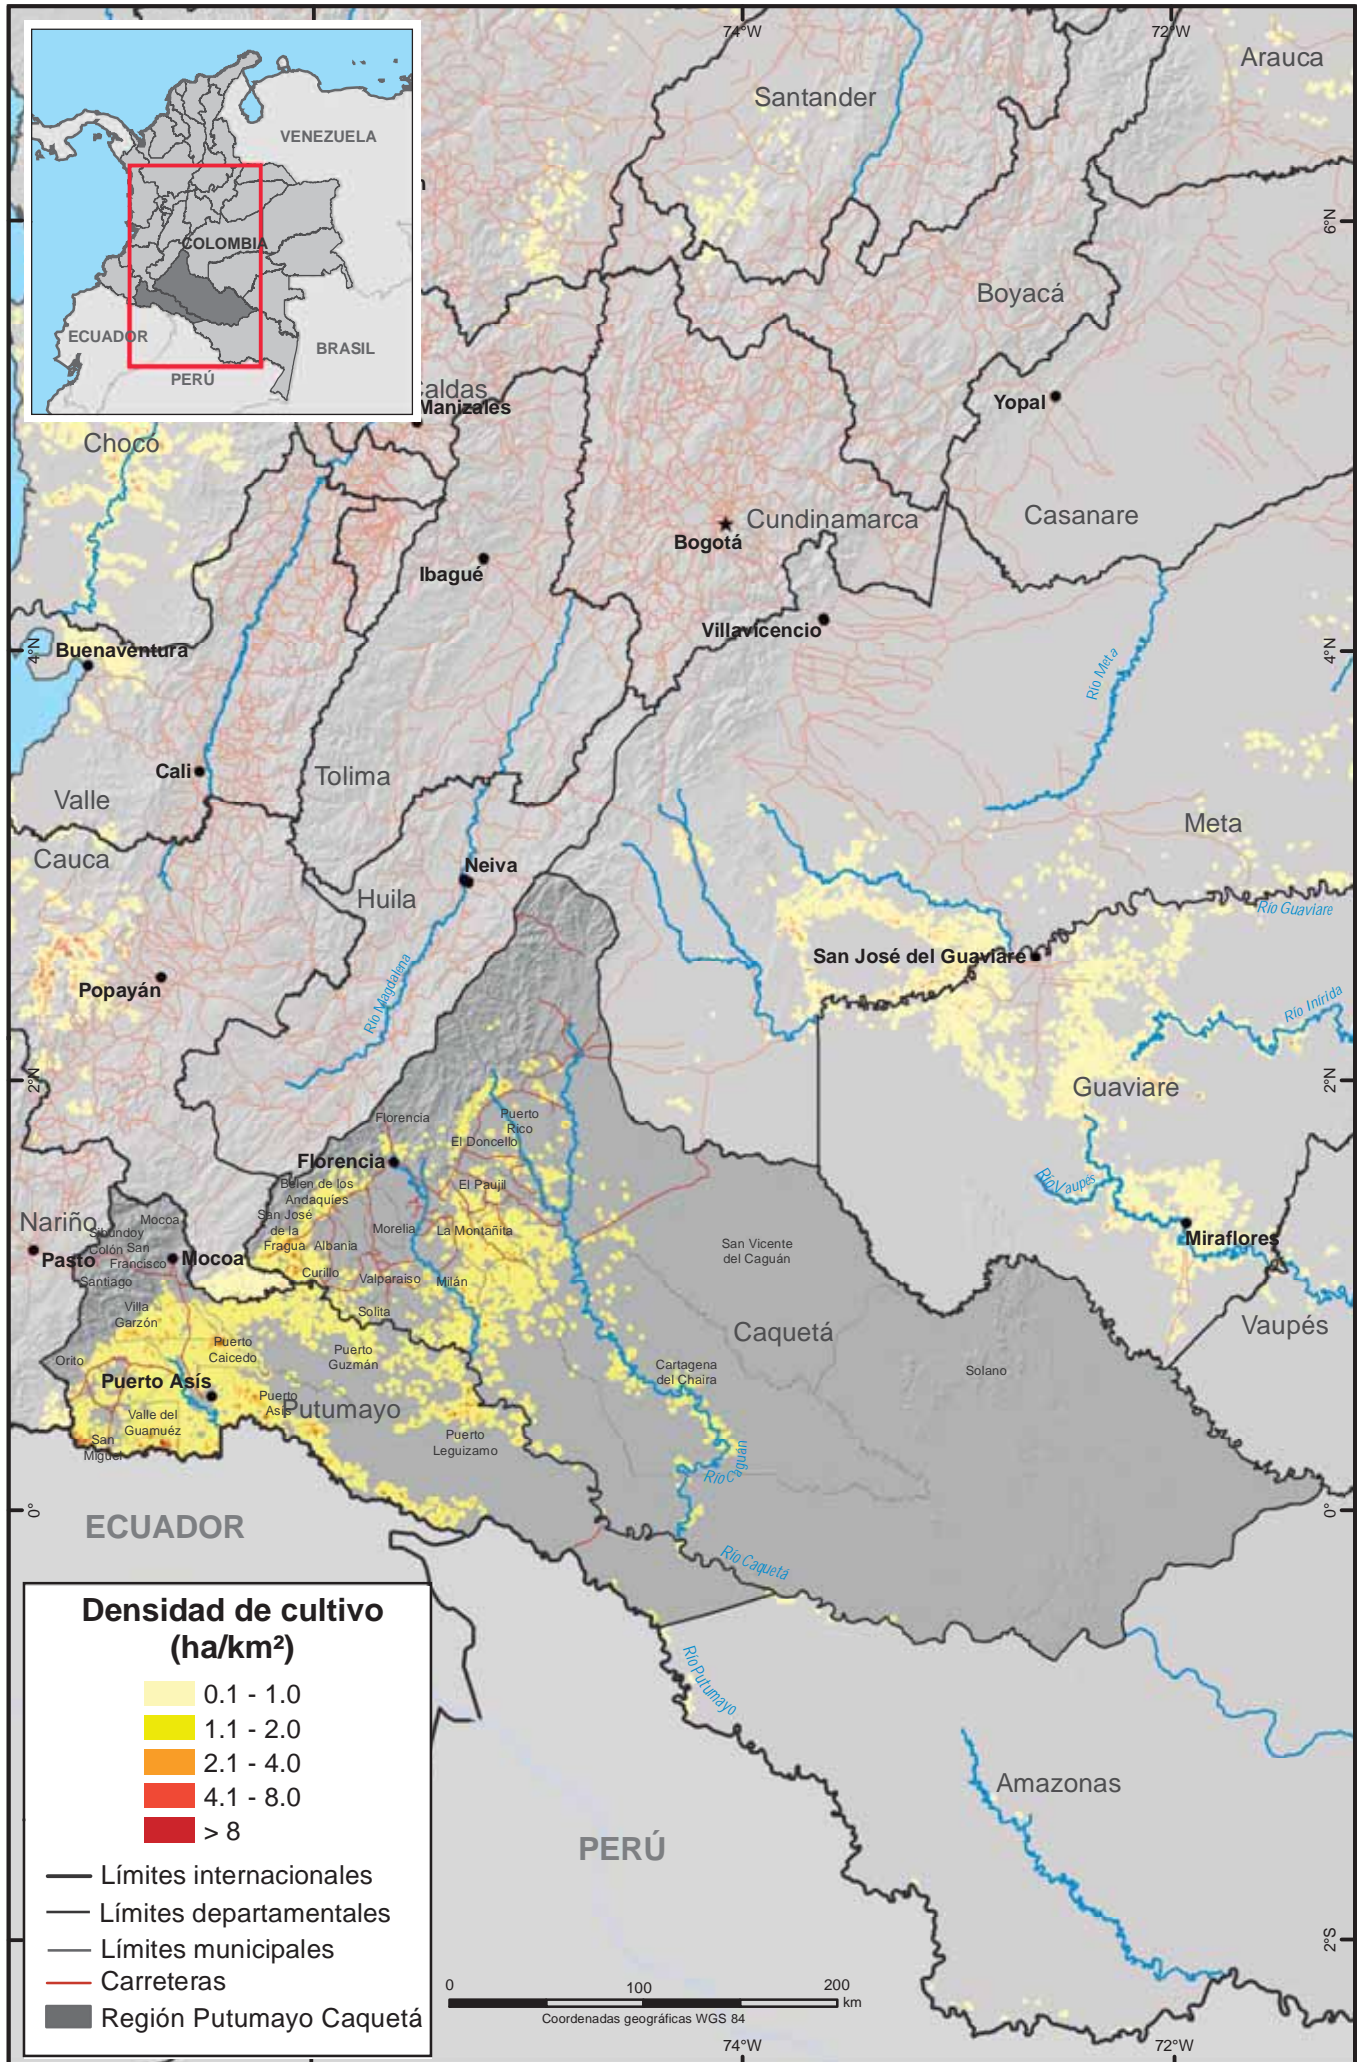 74°W
72°W
Arauca
Santander
VENEZUELA
COLOMBIA
ECUADOR
BRASIL
PERÚ
6°N
Boyacá
Caldas
Manizales
Yopal
Chocó
Casanare
Cundinamarca
Bogotá
Ibagué
Villavicencio
4°N
Buenaventura
4°N
Río Meta
Cali
Tolima
Valle
Meta
Cauca
Neiva
Huila
Río Guaviare
San José del Guaviare
Popayán
Río Magdalena
Río Inírida
2°N
2°N
Guaviare
Florencia
Puerto
Rico
El Doncello
Florencia
Río Vaupés
Belen de los
Andaquíes
El Paujil
San José
de la
Fragua
Albania
Morelia
La Montañita
Nariño
Mocoa
Sibundoy
Colón
San
Francisco
Pasto
Mocoa
Santiago
Miraflores
San Vicente
del Caguán
Curillo
Valparaiso
Milán
Solita
Villa
Garzón
Vaupés
Caquetá
Puerto
Caicedo
Puerto
Guzmán
Orito
Cartagena
del Chaira
Solano
Puerto Asís
Puerto
Asís
Putumayo
Valle del
Guamuéz
San
Miguel
Puerto
Leguizamo
Río Caguán
0°
0°
ECUADOR
Río Caquetá
Río Putumayo
Amazonas
PERÚ
2°S
Densidad de cultivo
(ha/km²)
0.1 - 1.0
1.1 - 2.0
2.1 - 4.0
4.1 - 8.0
> 8
Límites internacionales
Límites departamentales
Límites municipales
Carreteras
Región Putumayo Caquetá
0
100
200
km
Coordenadas geográficas WGS 84
74°W
72°W